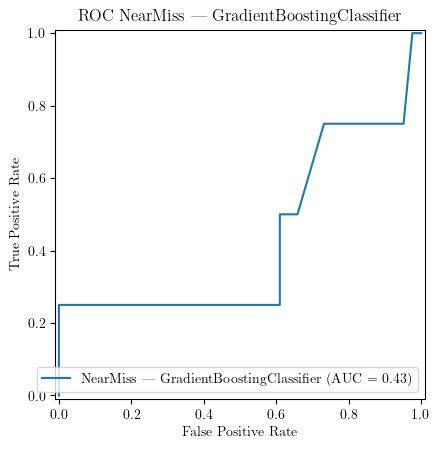 ROC NearMiss — GradientBoostingClassifier
True Positive Rate
1.0
0.8
0.6
0.4
0.2
0.0
NearMiss — GradientBoostingClassifier (AUC = 0.43)
0.0 0.2 0.4 0.6 0.8 1.0
False Positive Rate